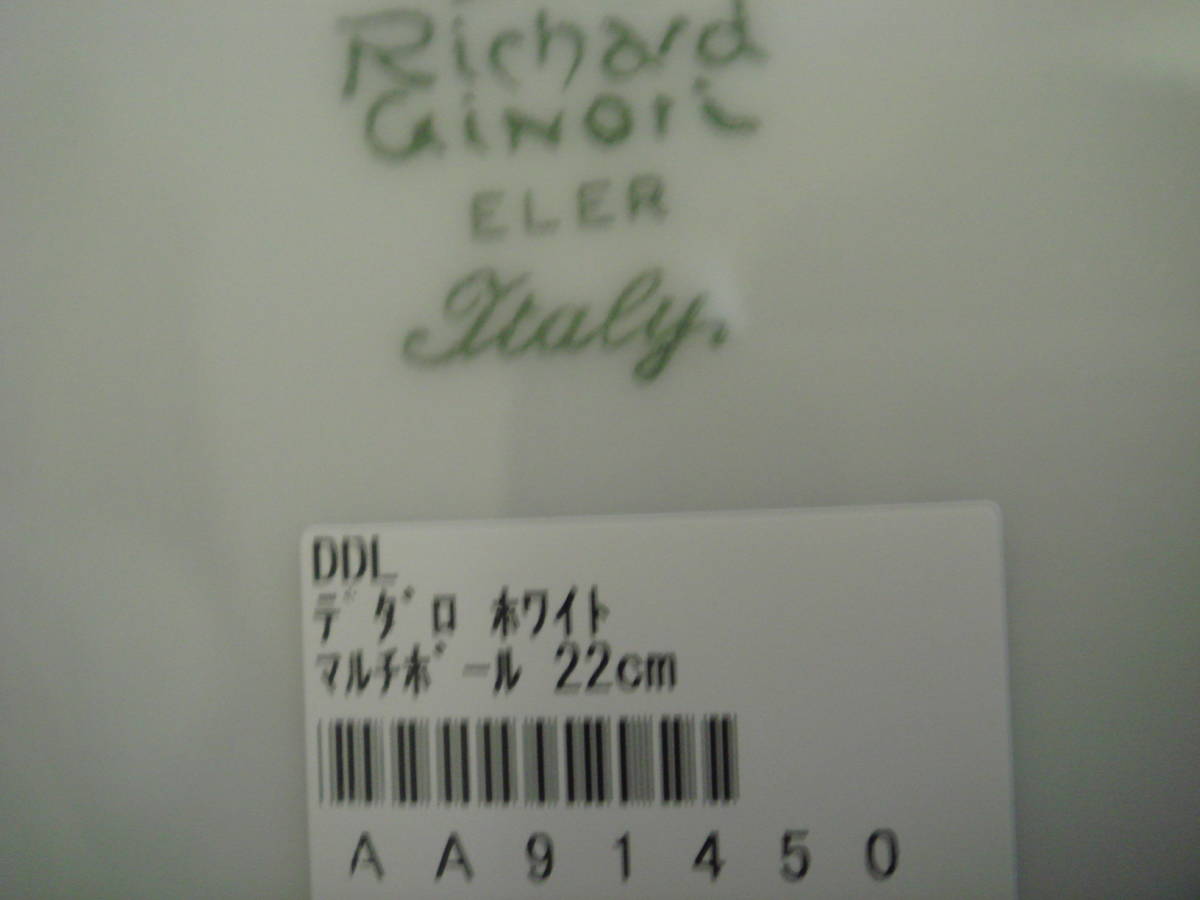 Richard
Ginori
ELER
Italy.
DDL
ﾃﾞﾀﾞﾛ ﾎﾜｲﾄ
ﾏﾙﾁﾎﾞｰﾙ 22cm
AA91450